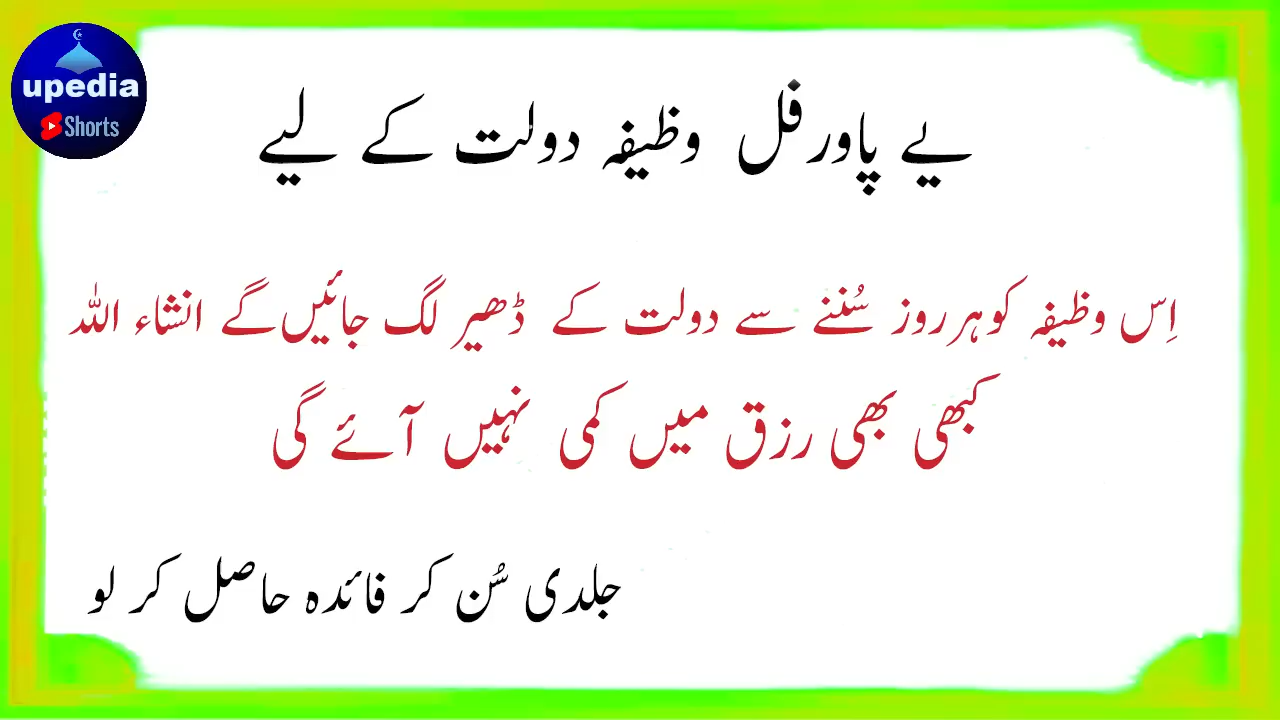 upedia
Shorts
یے پاورفل وظیفہ دولت کے لیے
اِس وظیفہ کو ہر روز سُننے سے دولت کے ڈھیر لگ جائیں گے انشاء اللہ
کبھی بھی رزق میں کمی نہیں آئے گی
جلدی سُن کر فائدہ حاصل کر لو